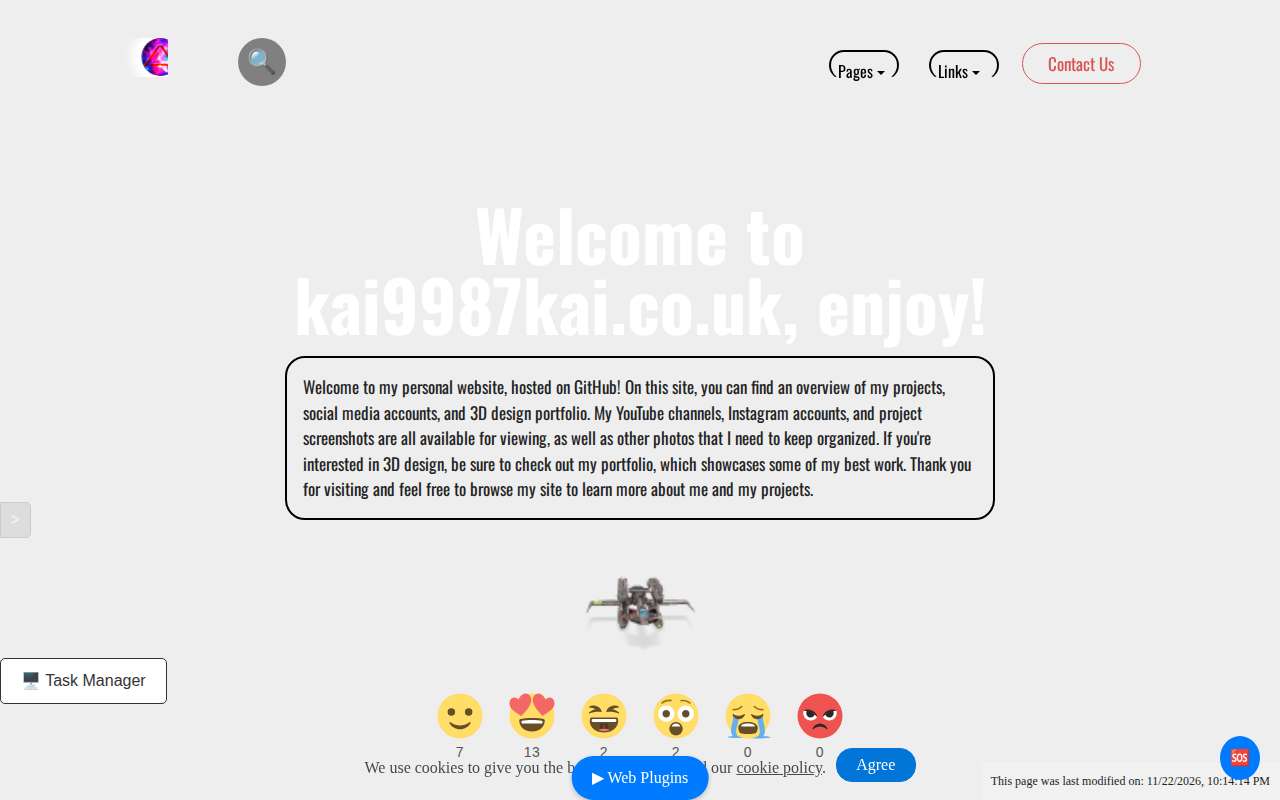 Pages
Links
Contact Us
Welcome to
kai9987kai.co.uk, enjoy!
Welcome to my personal website, hosted on GitHub! On this site, you can find an overview of my projects,
social media accounts, and 3D design portfolio. My YouTube channels, Instagram accounts, and project
screenshots are all available for viewing, as well as other photos that I need to keep organized. If you're
interested in 3D design, be sure to check out my portfolio, which showcases some of my best work. Thank you
for visiting and feel free to browse my site to learn more about me and my projects.
>
Task Manager
7 13 2 2 0 0
We use cookies to give you the b
our cookie policy.
Agree
▶ Web Plugins
SOS
This page was last modified on: 11/22/2026, 10:14:14 PM